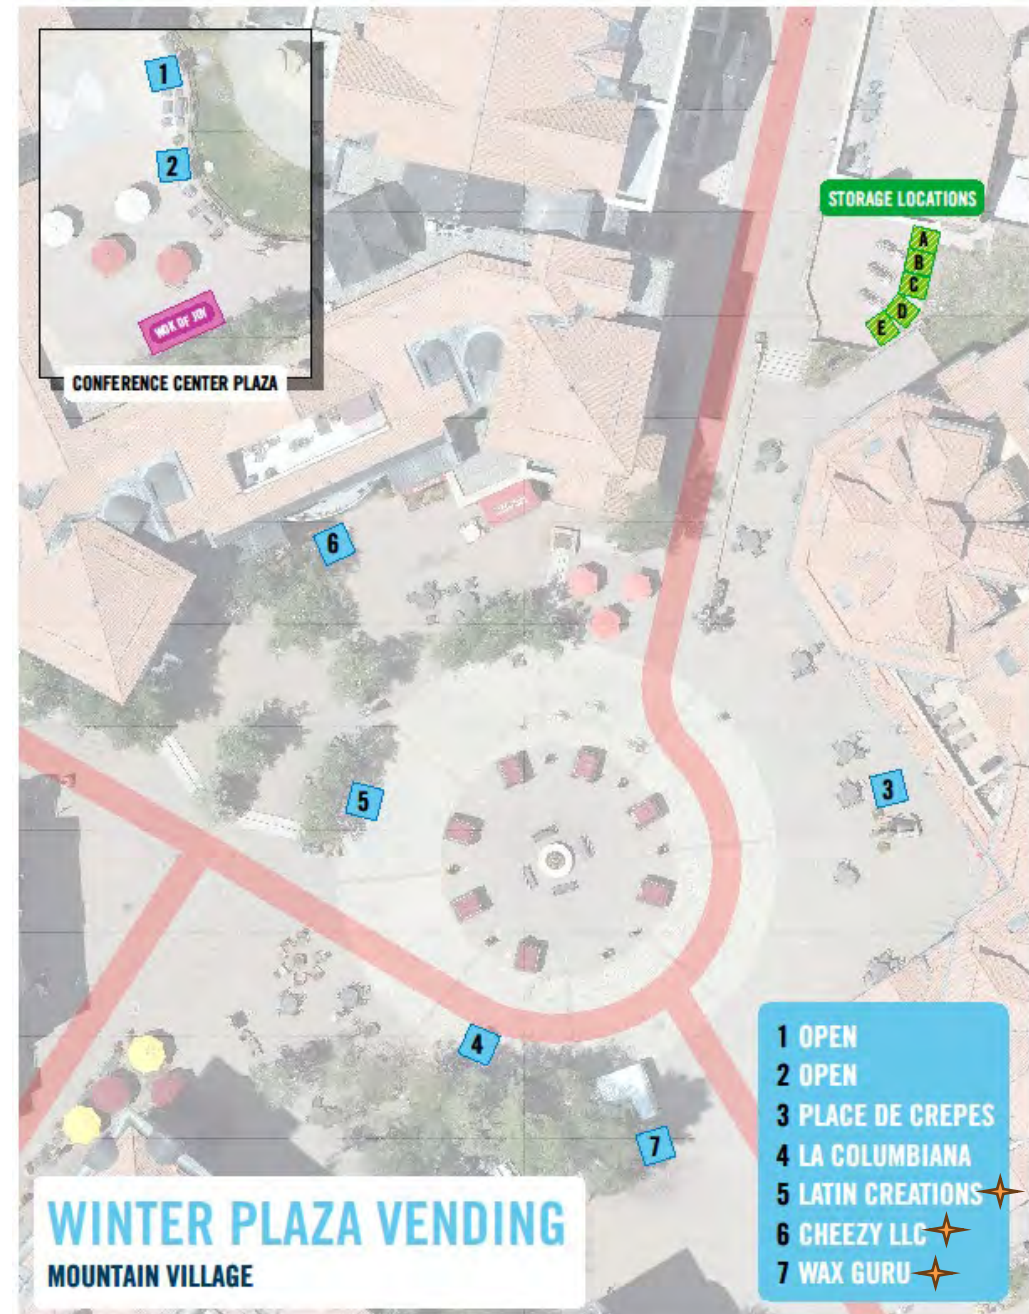 1
2
WOK OF JOY
CONFERENCE CENTER PLAZA
STORAGE LOCATIONS
A
B
C
D
E
6
5
3
4
7
1 OPEN
2 OPEN
3 PLACE DE CREPES
4 LA COLUMBIANA
5 LATIN CREATIONS
6 CHEEZY LLC
7 WAX GURU
WINTER PLAZA VENDING
MOUNTAIN VILLAGE